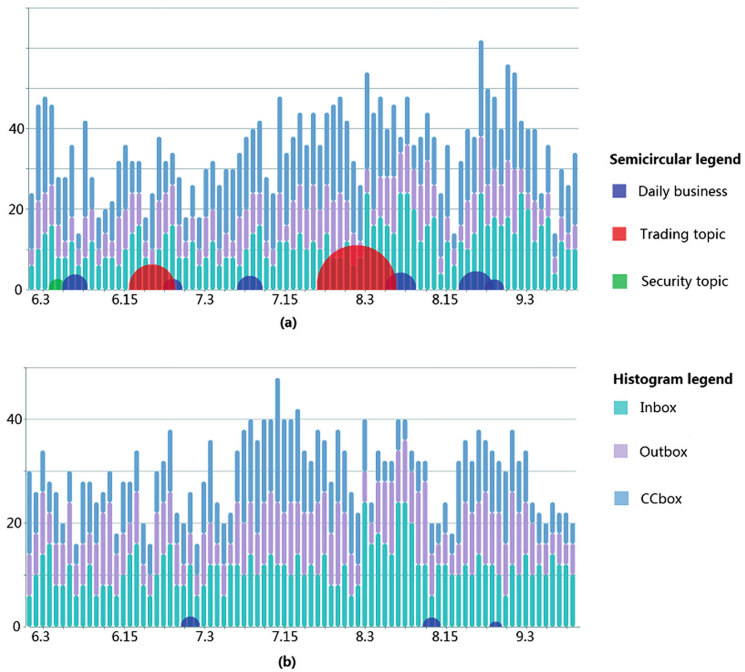 40
20
0
6.3 6.15 7.3 7.15 8.3 8.15 9.3
(a)
Semicircular legend
Daily business
Trading topic
Security topic
40
20
0
6.3 6.15 7.3 7.15 8.3 8.15 9.3
(b)
Histogram legend
Inbox
Outbox
CCbox